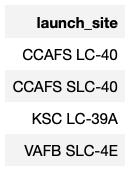 launch_site
CCAFS LC-40
CCAFS SLC-40
KSC LC-39A
VAFB SLC-4E